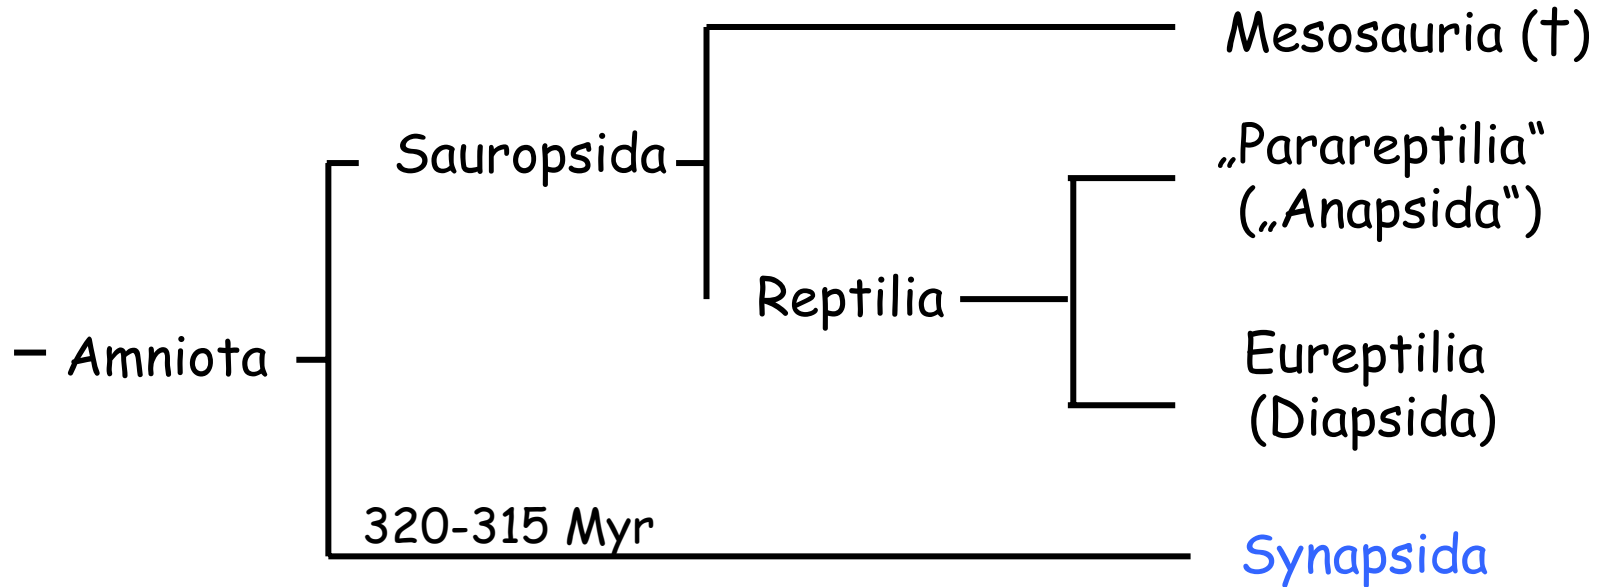 Mesosauria (†)
Sauropsida
„Parareptilia“
(„Anapsida“)
Reptilia
Amniota
Eureptilia
(Diapsida)
320-315 Myr
Synapsida